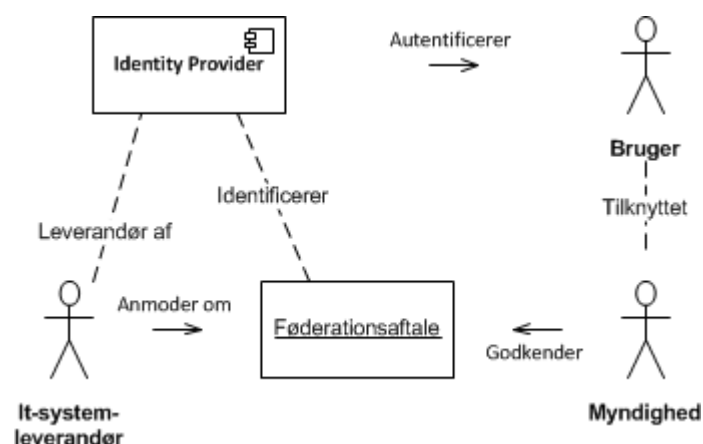 Identity Provider
Autentificerer
Bruger
Identificerer
Tilknyttet
Leverandør af
Anmoder om
Føderationsaftale
Godkender
It-system-
leverandør
Myndighed